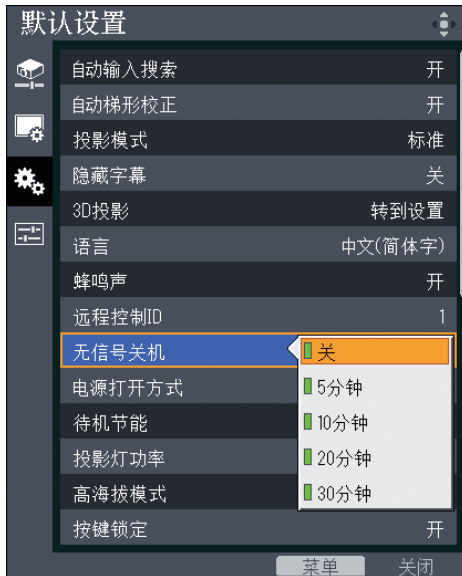 默认设置
自动输入搜索 开
自动梯形校正 开
投影模式 标准
隐藏字幕 关
3D投影 转到设置
语言 中文(简体字)
蜂鸣声 开
远程控制ID 1
无信号关机 关
电源打开方式 5分钟
待机节能 10分钟
投影灯功率 20分钟
高海拔模式 30分钟
按键锁定 开
菜单 关闭